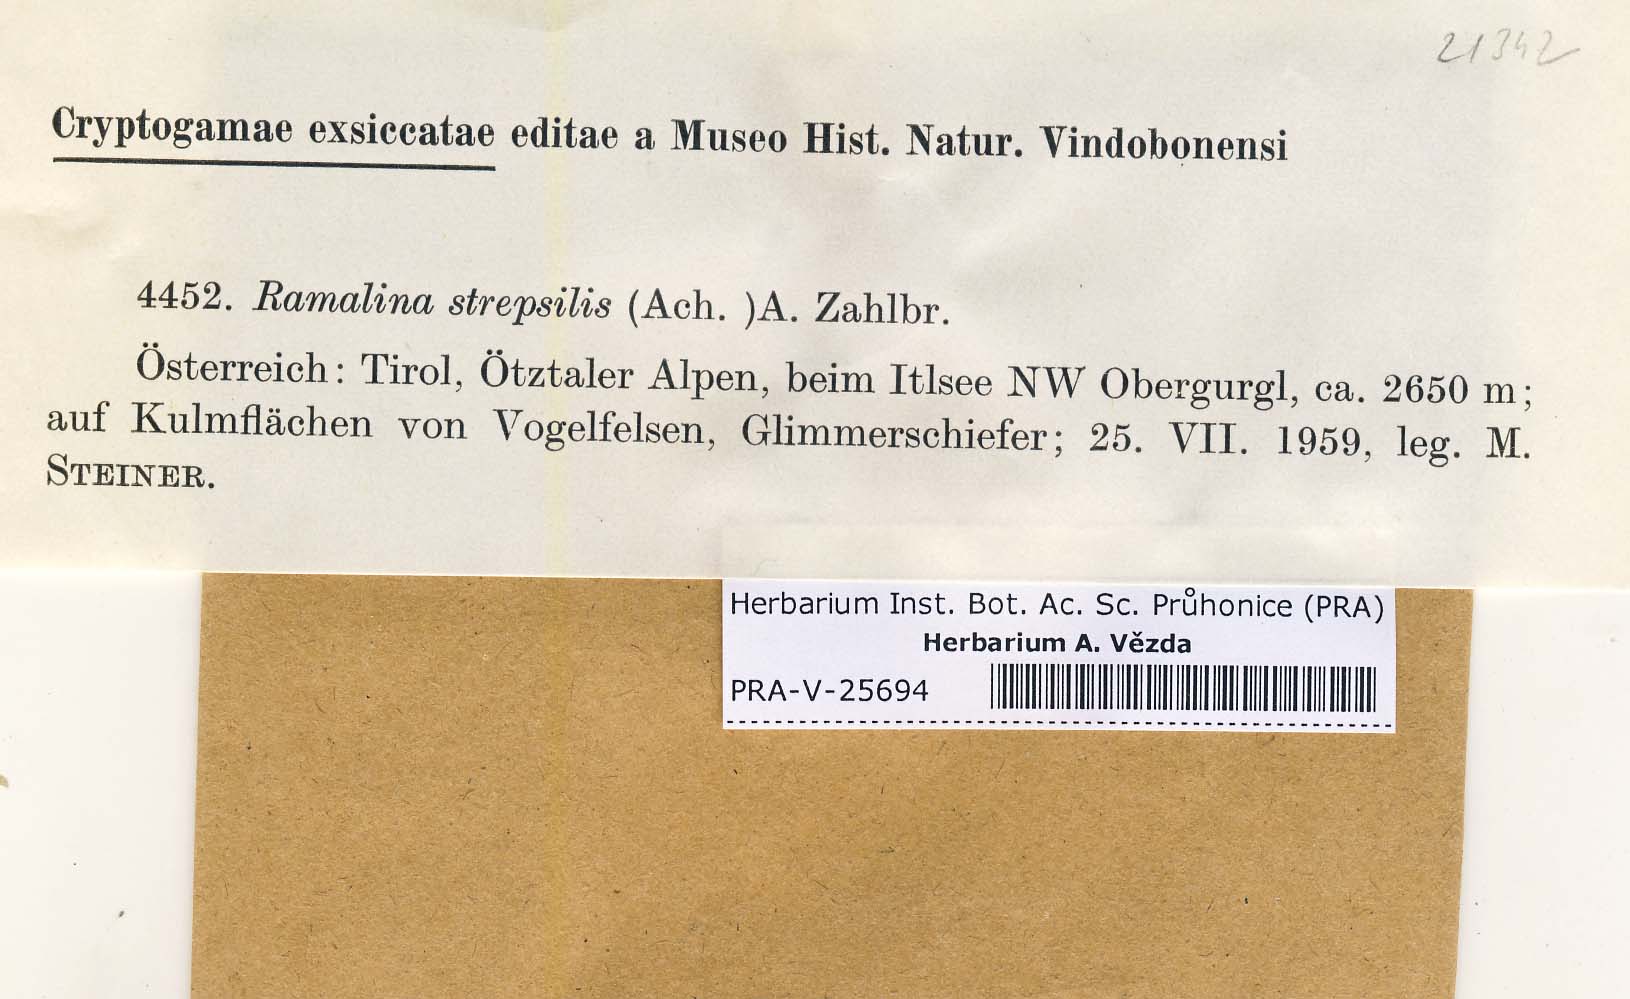 21342
Cryptogamae exsiccatae editae a Museo Hist. Natur. Vindobonensi
4452. Ramalina strepsilis (Ach. )A. Zahlbr.
Österreich: Tirol, Ötztaler Alpen, beim Itlsee NW Obergurgl, ca. 2650 m;
auf Kulmflächen von Vogelfelsen, Glimmerschiefer; 25. VII. 1959, leg. M.
STEINER.
Herbarium Inst. Bot. Ac. Sc. Průhonice (PRA)
Herbarium A. Vězda
PRA-V-25694